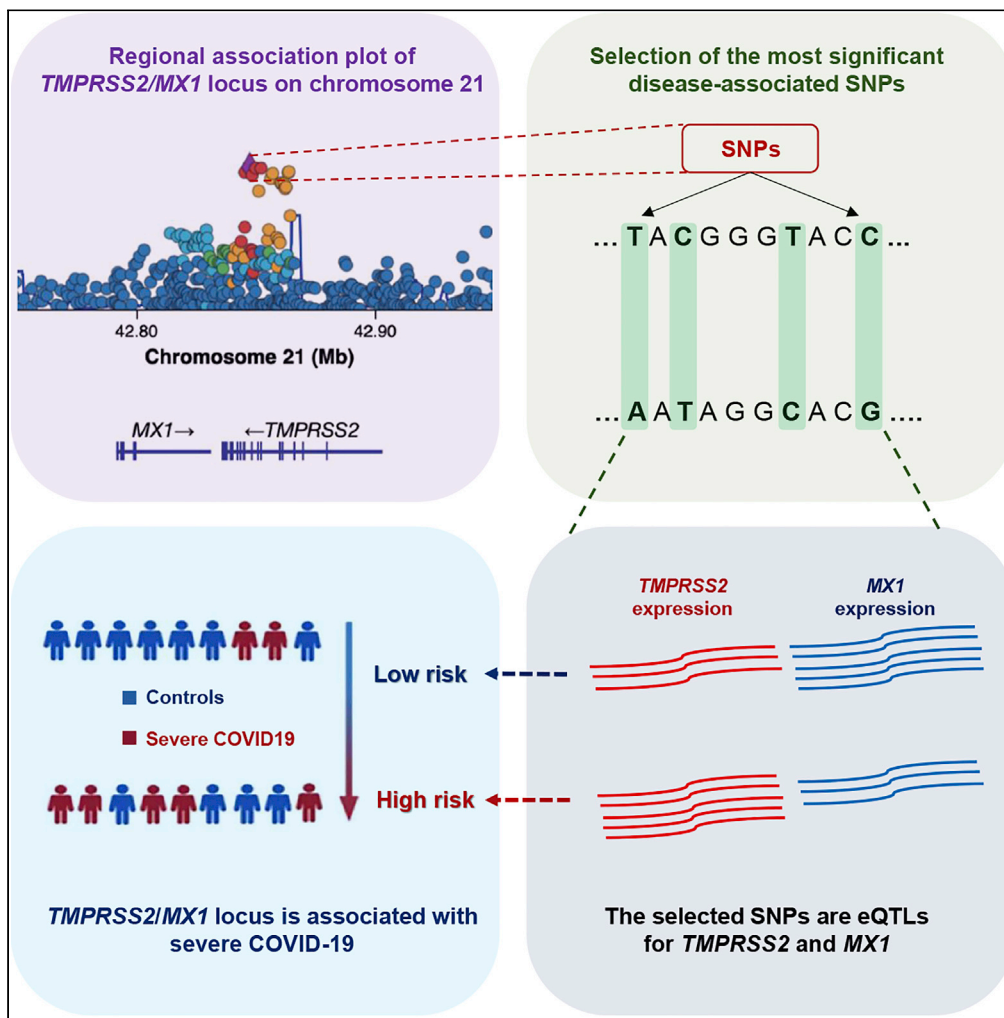 Regional association plot of
TMPRSS2/MX1 locus on chromosome 21
42.80
42.90
Chromosome 21 (Mb)
MX1→
←TMPRSS2
Selection of the most significant
disease-associated SNPs
SNPs
... T A C G G G T A C C ...
... A A T A G G C A C G ....
Controls
Severe COVID19
Low risk
High risk
TMPRSS2/MX1 locus is associated with
severe COVID-19
TMPRSS2
expression
MX1
expression
The selected SNPs are eQTLs
for TMPRSS2 and MX1